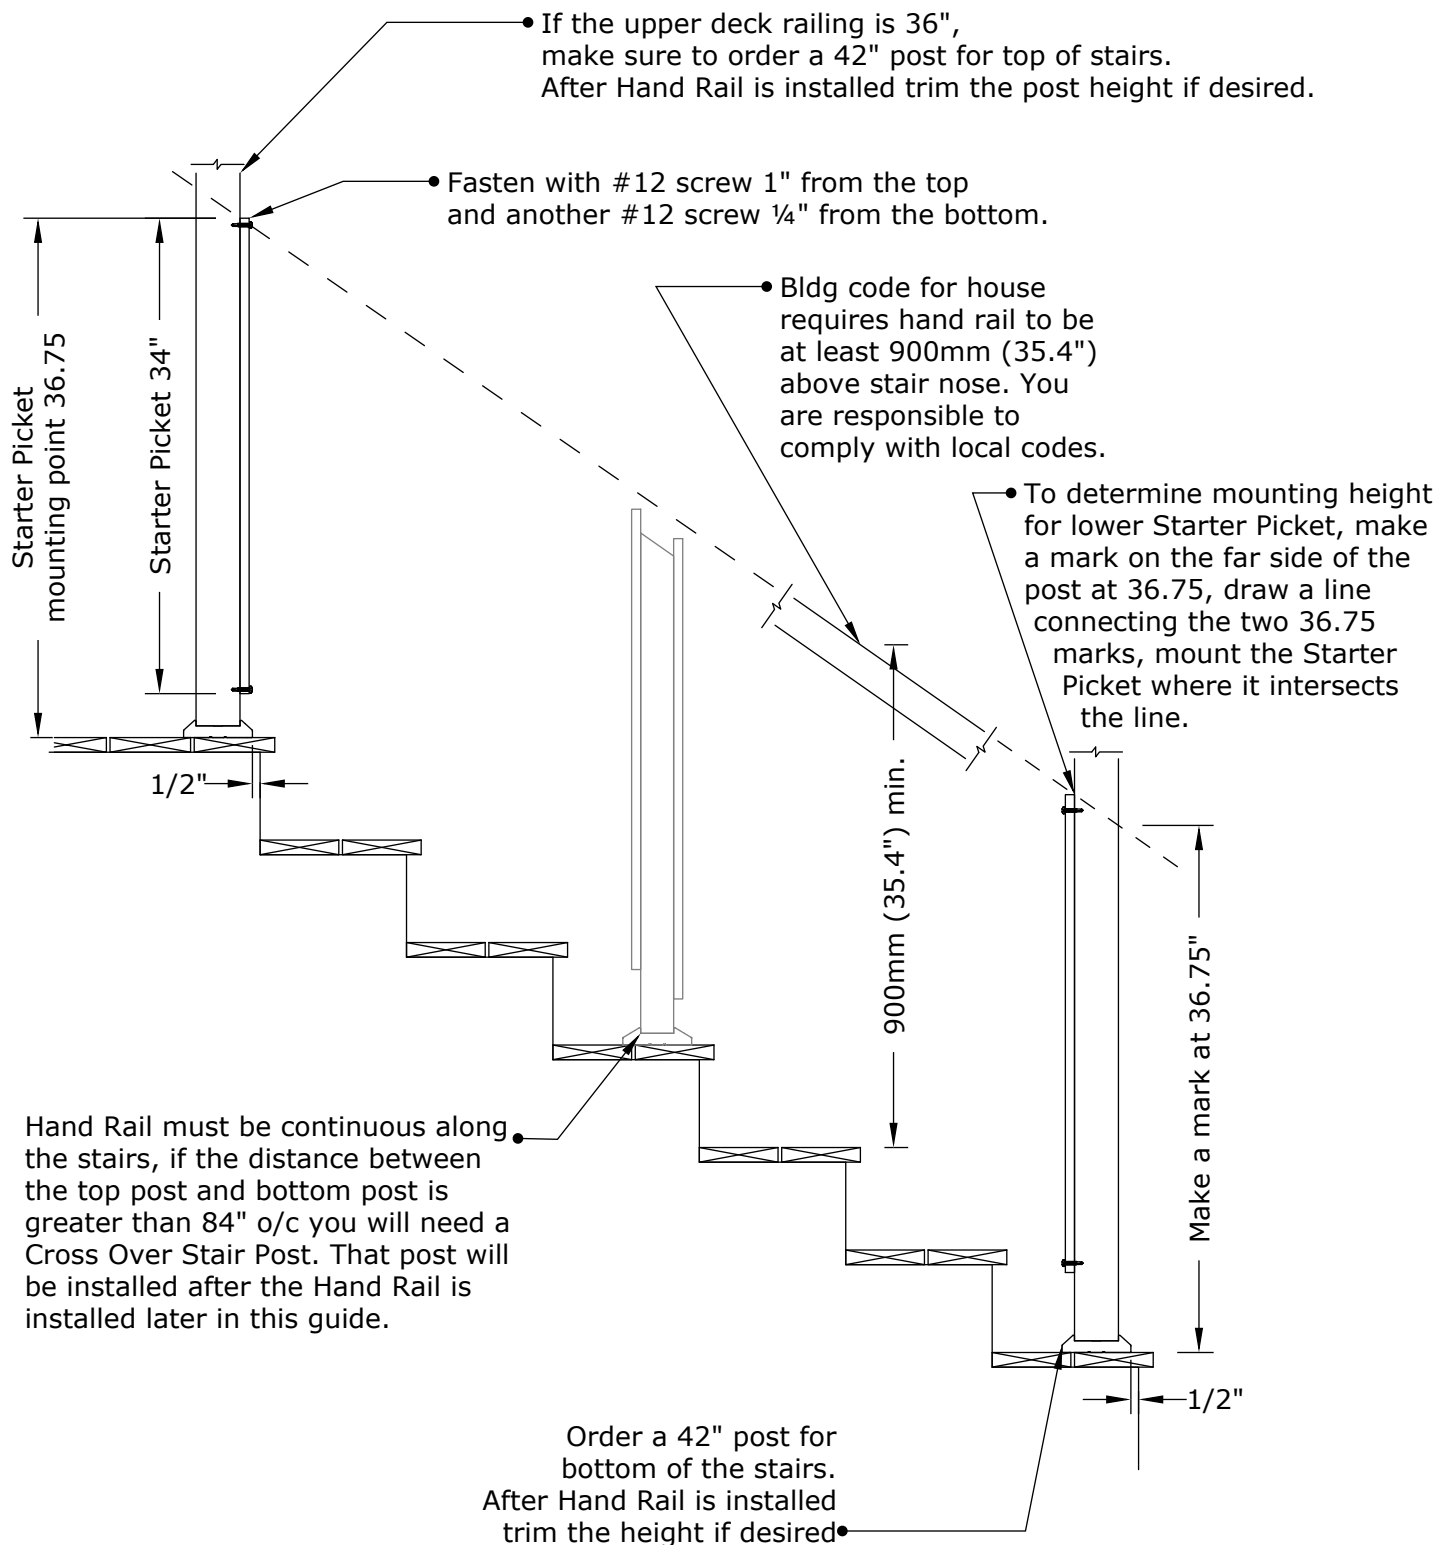 If the upper deck railing is 36",
make sure to order a 42" post for top of stairs.
After Hand Rail is installed trim the post height if desired.
Fasten with #12 screw 1" from the top
and another #12 screw ¼" from the bottom.
Bldg code for house
requires hand rail to be
at least 900mm (35.4")
above stair nose. You
are responsible to
comply with local codes.
Starter Picket
mounting point 36.75
Starter Picket 34"
To determine mounting height
for lower Starter Picket, make
a mark on the far side of the
post at 36.75, draw a line
connecting the two 36.75
marks, mount the Starter
Picket where it intersects
the line.
1/2"
900mm (35.4") min.
Make a mark at 36.75"
Hand Rail must be continuous along
the stairs, if the distance between
the top post and bottom post is
greater than 84" o/c you will need a
Cross Over Stair Post. That post will
be installed after the Hand Rail is
installed later in this guide.
1/2"
Order a 42" post for
bottom of the stairs.
After Hand Rail is installed
trim the height if desired